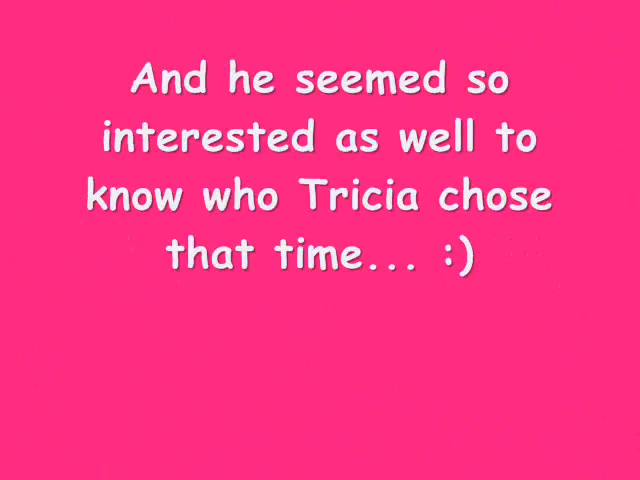 And he seemed so
interested as well to
know who Tricia chose
that time... :)